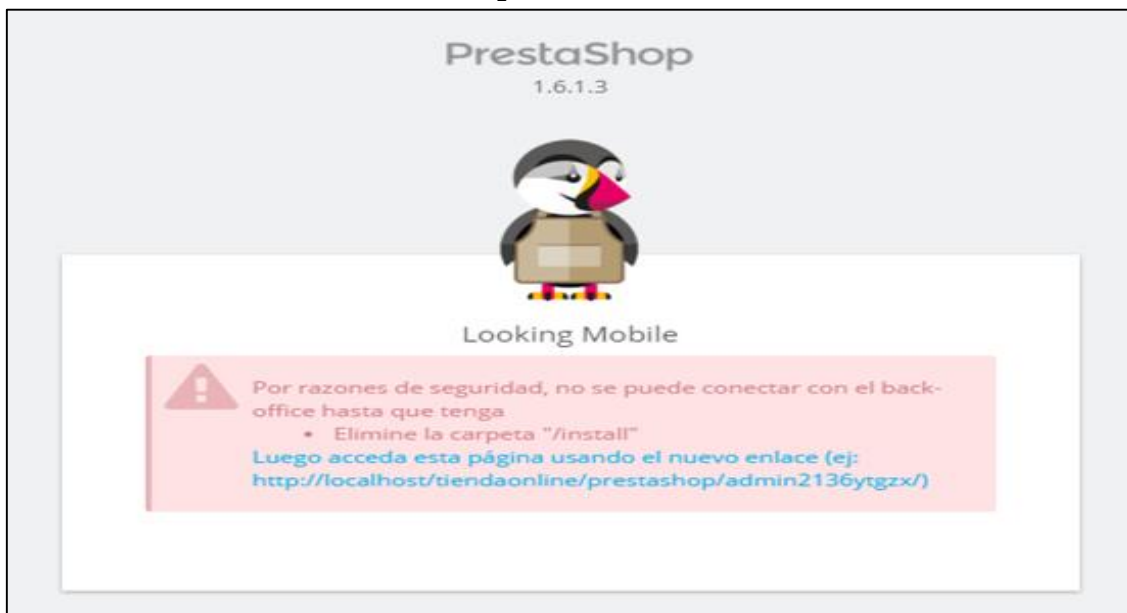 PrestaShop
1.6.1.3
Looking Mobile
Por razones de seguridad, no se puede conectar con el back-
office hasta que tenga
• Elimine la carpeta "/install"
Luego acceda esta página usando el nuevo enlace (ej:
http://localhost/tiendaonline/prestashop/admin2136ytgzx/)